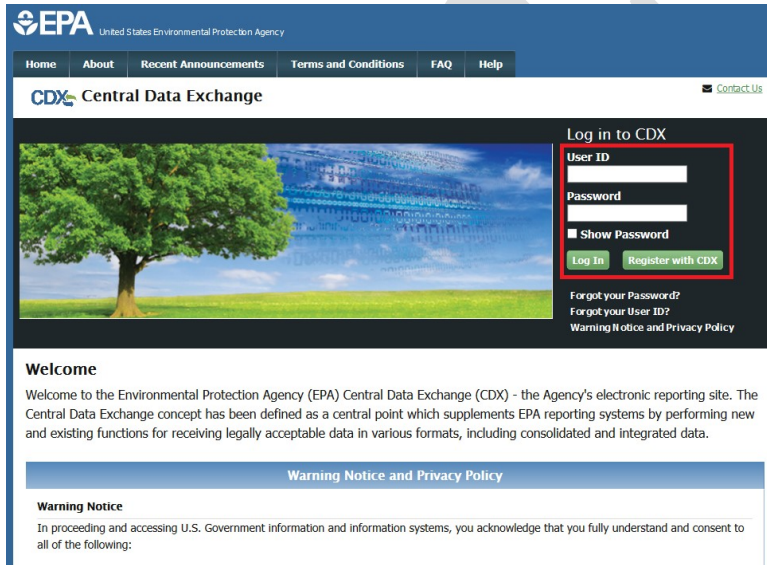 EPA United States Environmental Protection Agency
Home About Recent Announcements Terms and Conditions FAQ Help
CDX Central Data Exchange
Contact Us
Log in to CDX
User ID
Password
Show Password
Log In Register with CDX
Forgot your Password?
Forgot your User ID?
Warning Notice and Privacy Policy
Welcome
Welcome to the Environmental Protection Agency (EPA) Central Data Exchange (CDX) - the Agency's electronic reporting site. The
Central Data Exchange concept has been defined as a central point which supplements EPA reporting systems by performing new
and existing functions for receiving legally acceptable data in various formats, including consolidated and integrated data.
Warning Notice and Privacy Policy
Warning Notice
In proceeding and accessing U.S. Government information and information systems, you acknowledge that you fully understand and consent to
all of the following: